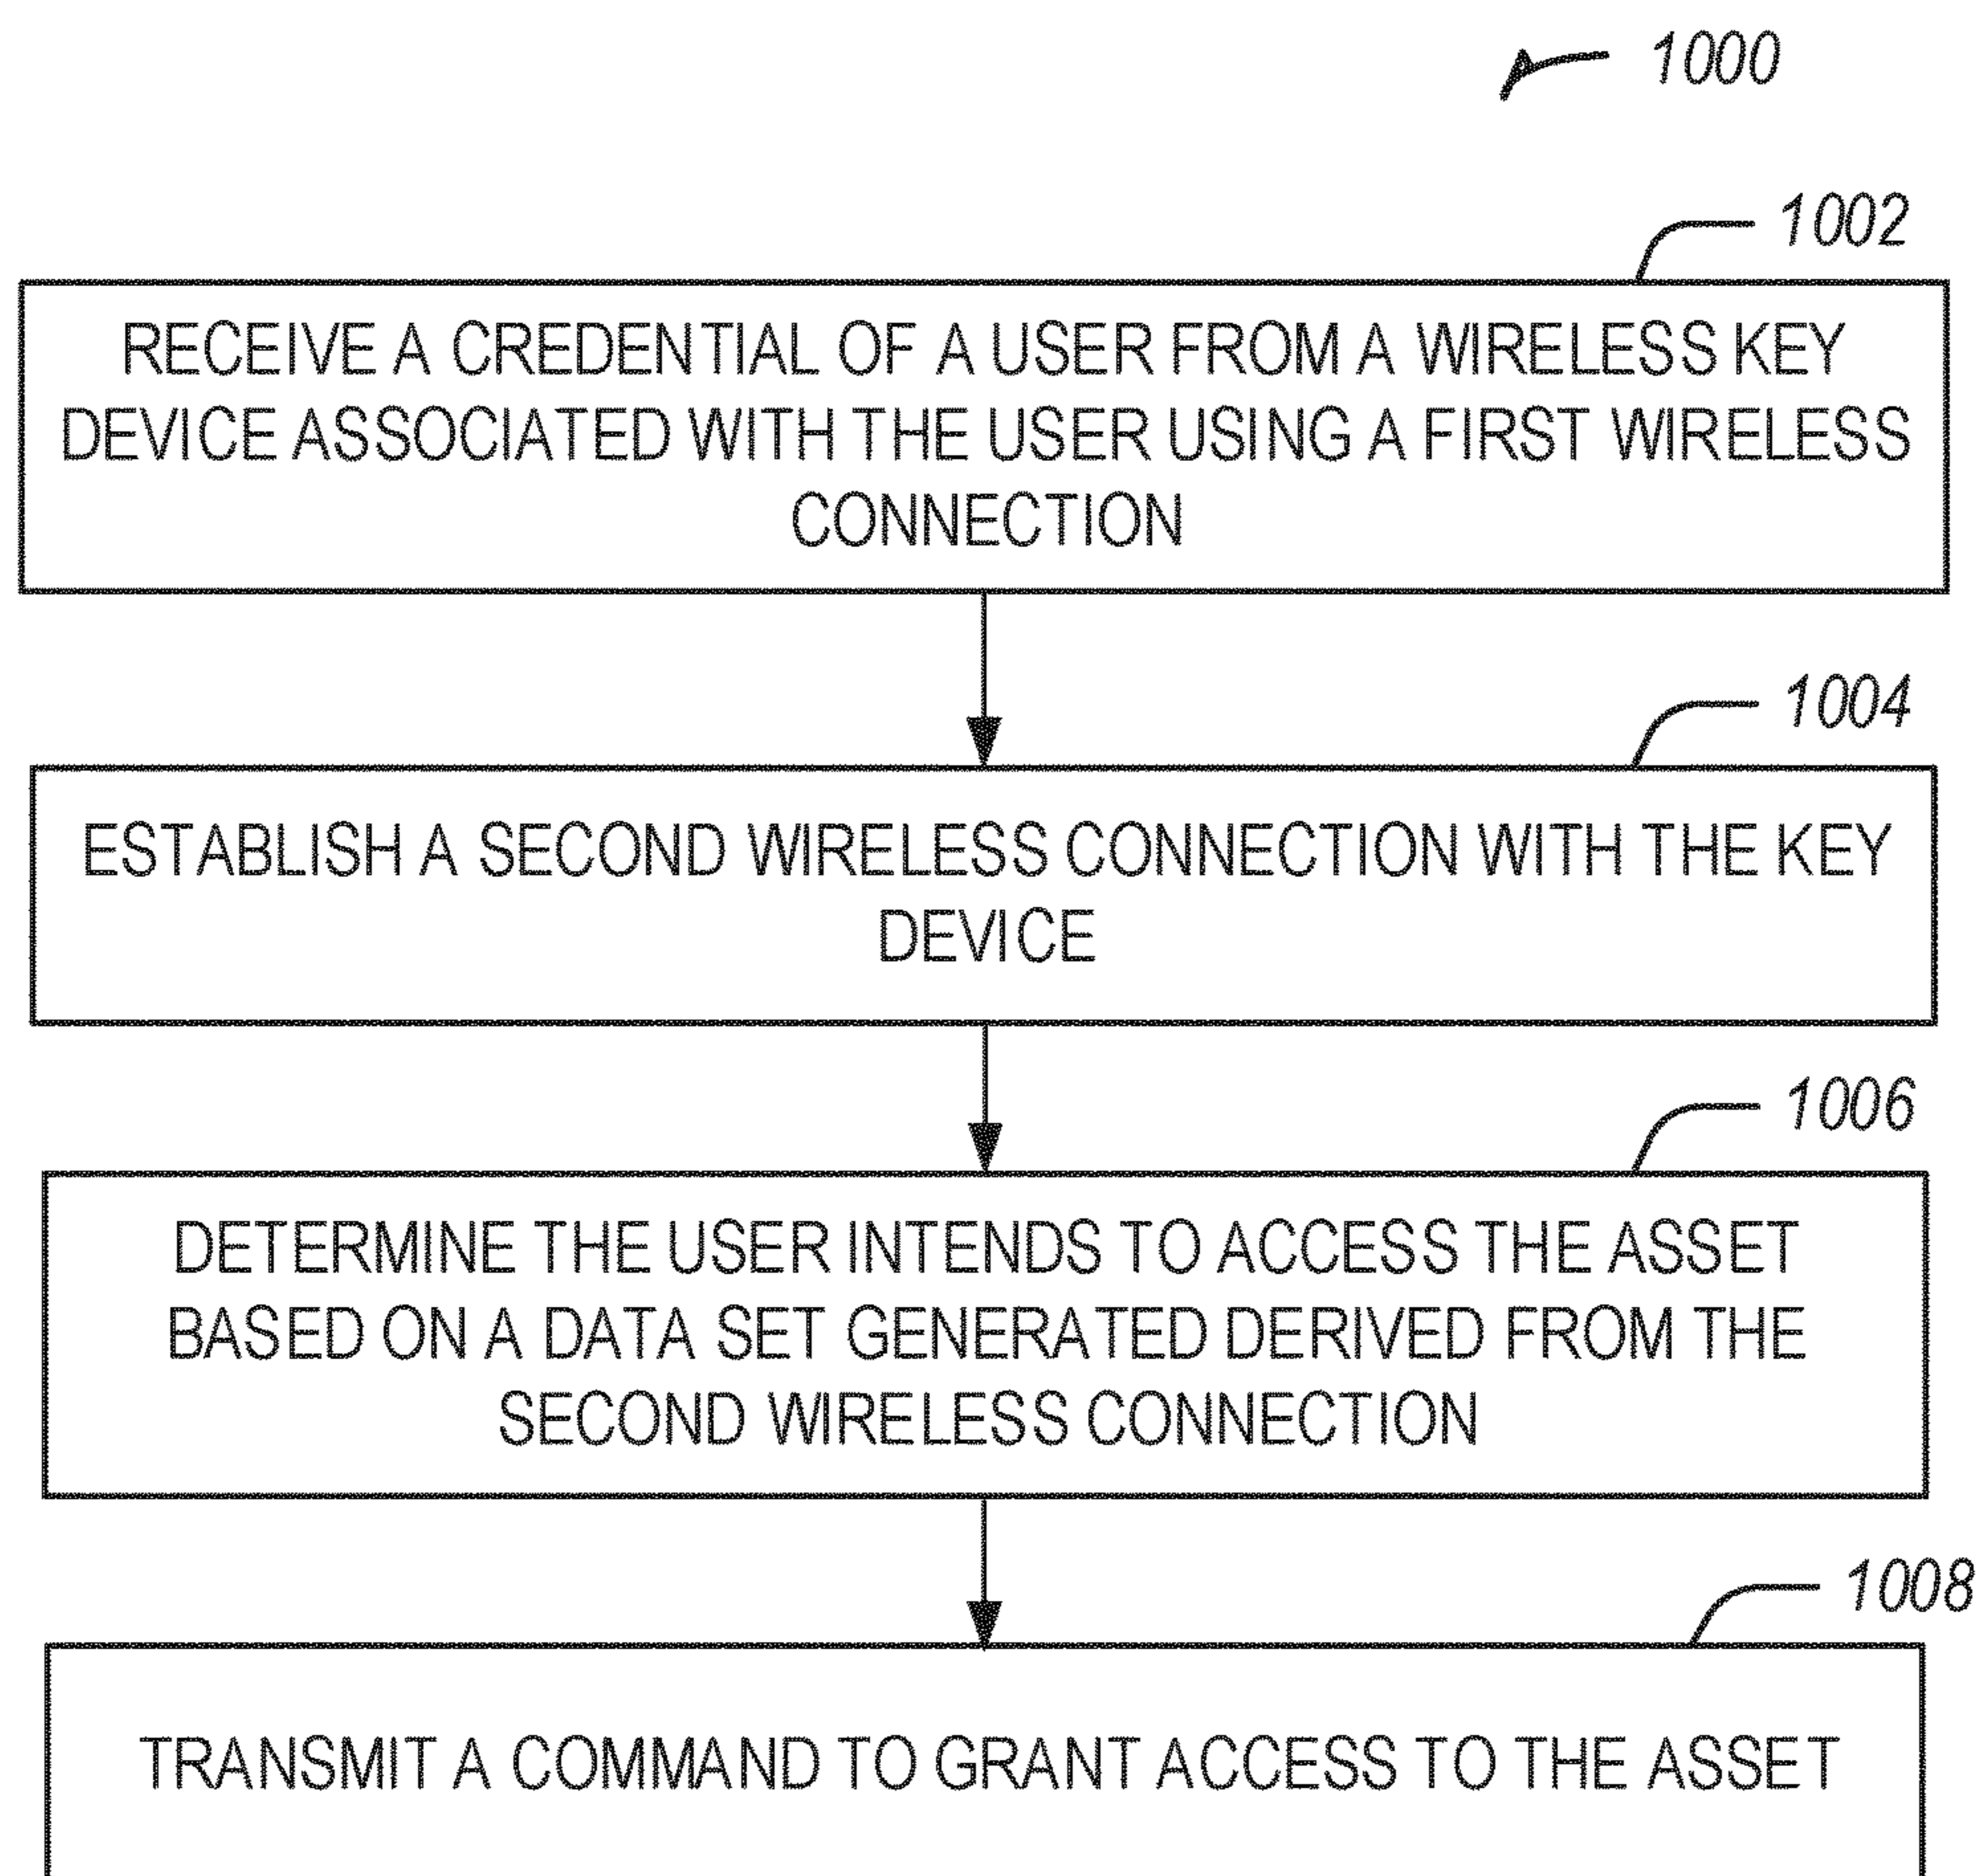 1000
1002
RECEIVE A CREDENTIAL OF A USER FROM A WIRELESS KEY
DEVICE ASSOCIATED WITH THE USER USING A FIRST WIRELESS
CONNECTION
1004
ESTABLISH A SECOND WIRELESS CONNECTION WITH THE KEY
DEVICE
1006
DETERMINE THE USER INTENDS TO ACCESS THE ASSET
BASED ON A DATA SET GENERATED DERIVED FROM THE
SECOND WIRELESS CONNECTION
1008
TRANSMIT A COMMAND TO GRANT ACCESS TO THE ASSET